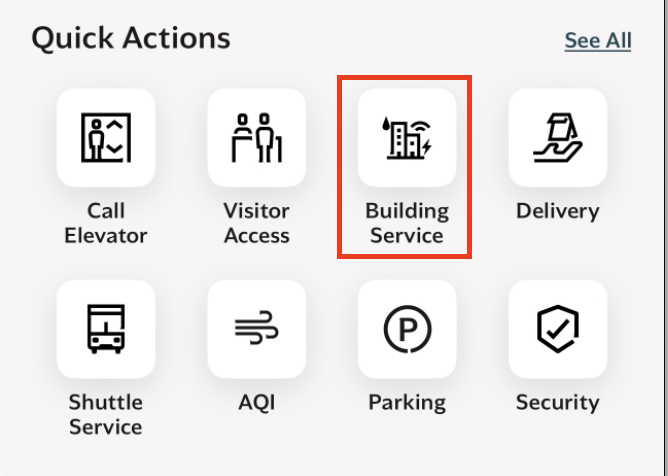 Quick Actions
See All
Call
Elevator
Visitor
Access
Building
Service
Delivery
P
Shuttle
Service
AQI
Parking
Security